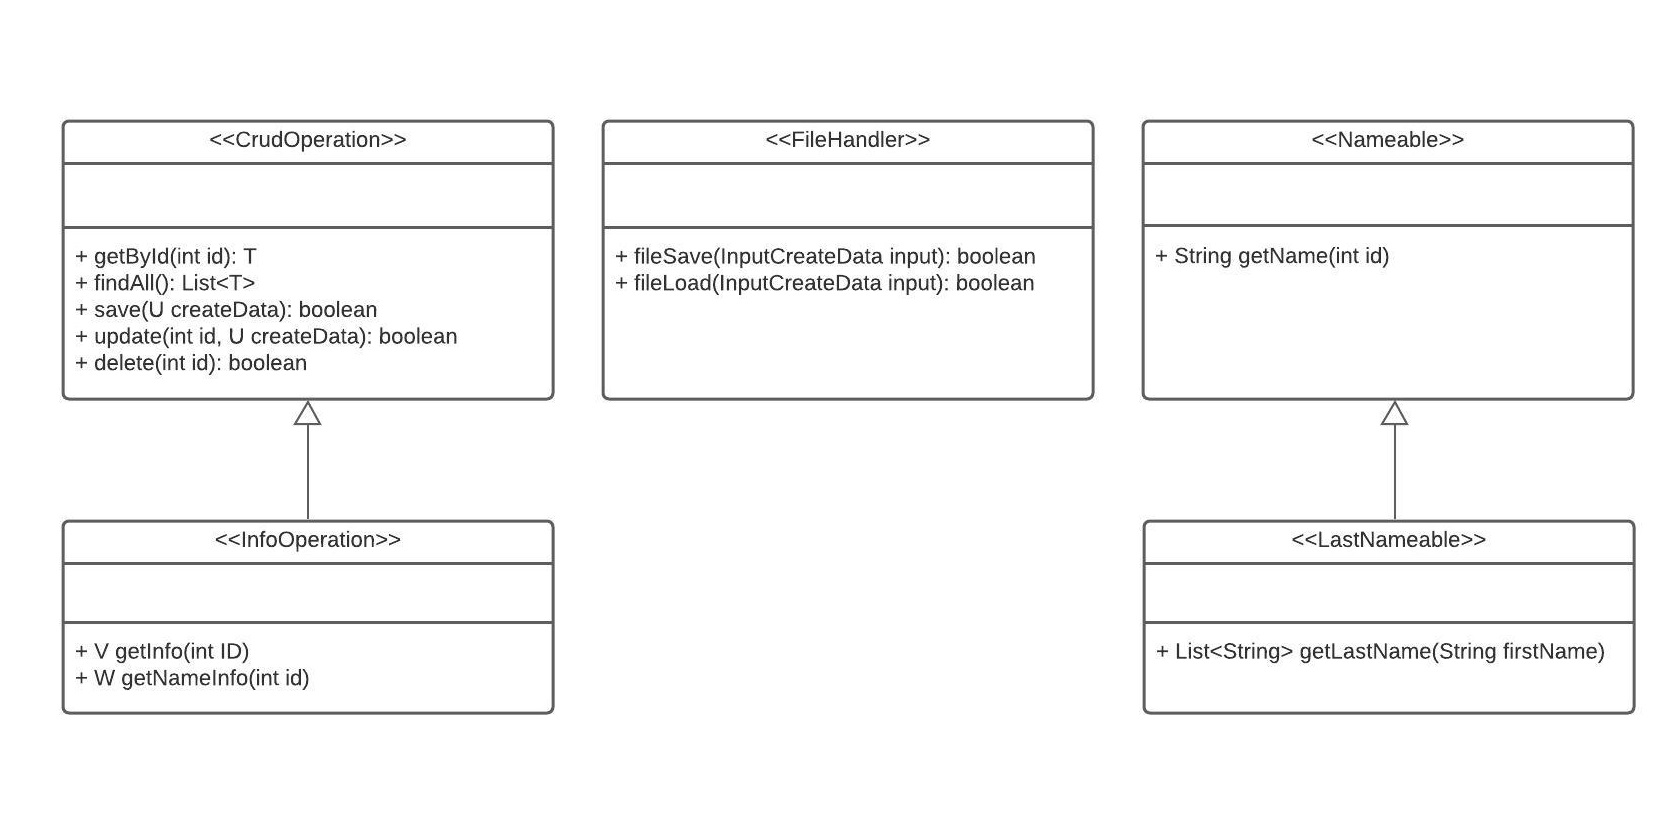 <<CrudOperation>>
+ getById(int id): T
+ findAll(): List<T>
+ save(U createData): boolean
+ update(int id, U createData): boolean
+ delete(int id): boolean
<<FileHandler>>
+ fileSave(InputCreateData input): boolean
+ fileLoad(InputCreateData input): boolean
<<Nameable>>
+ String getName(int id)
<<InfoOperation>>
+ V getInfo(int ID)
+ W getNameInfo(int id)
<<LastNameable>>
+ List<String> getLastName(String firstName)